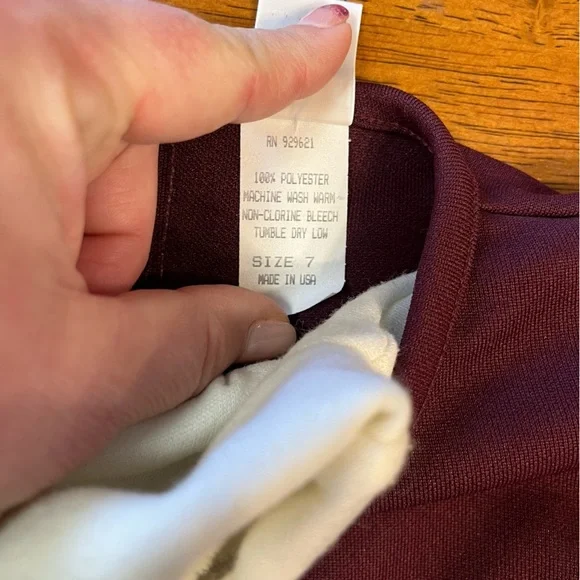 RN 929621
100% POLYESTER
MACHINE WASH WARM
NON-CLORINE BLEECH
TUMBLE DRY LOW
SIZE 7
MADE IN USA